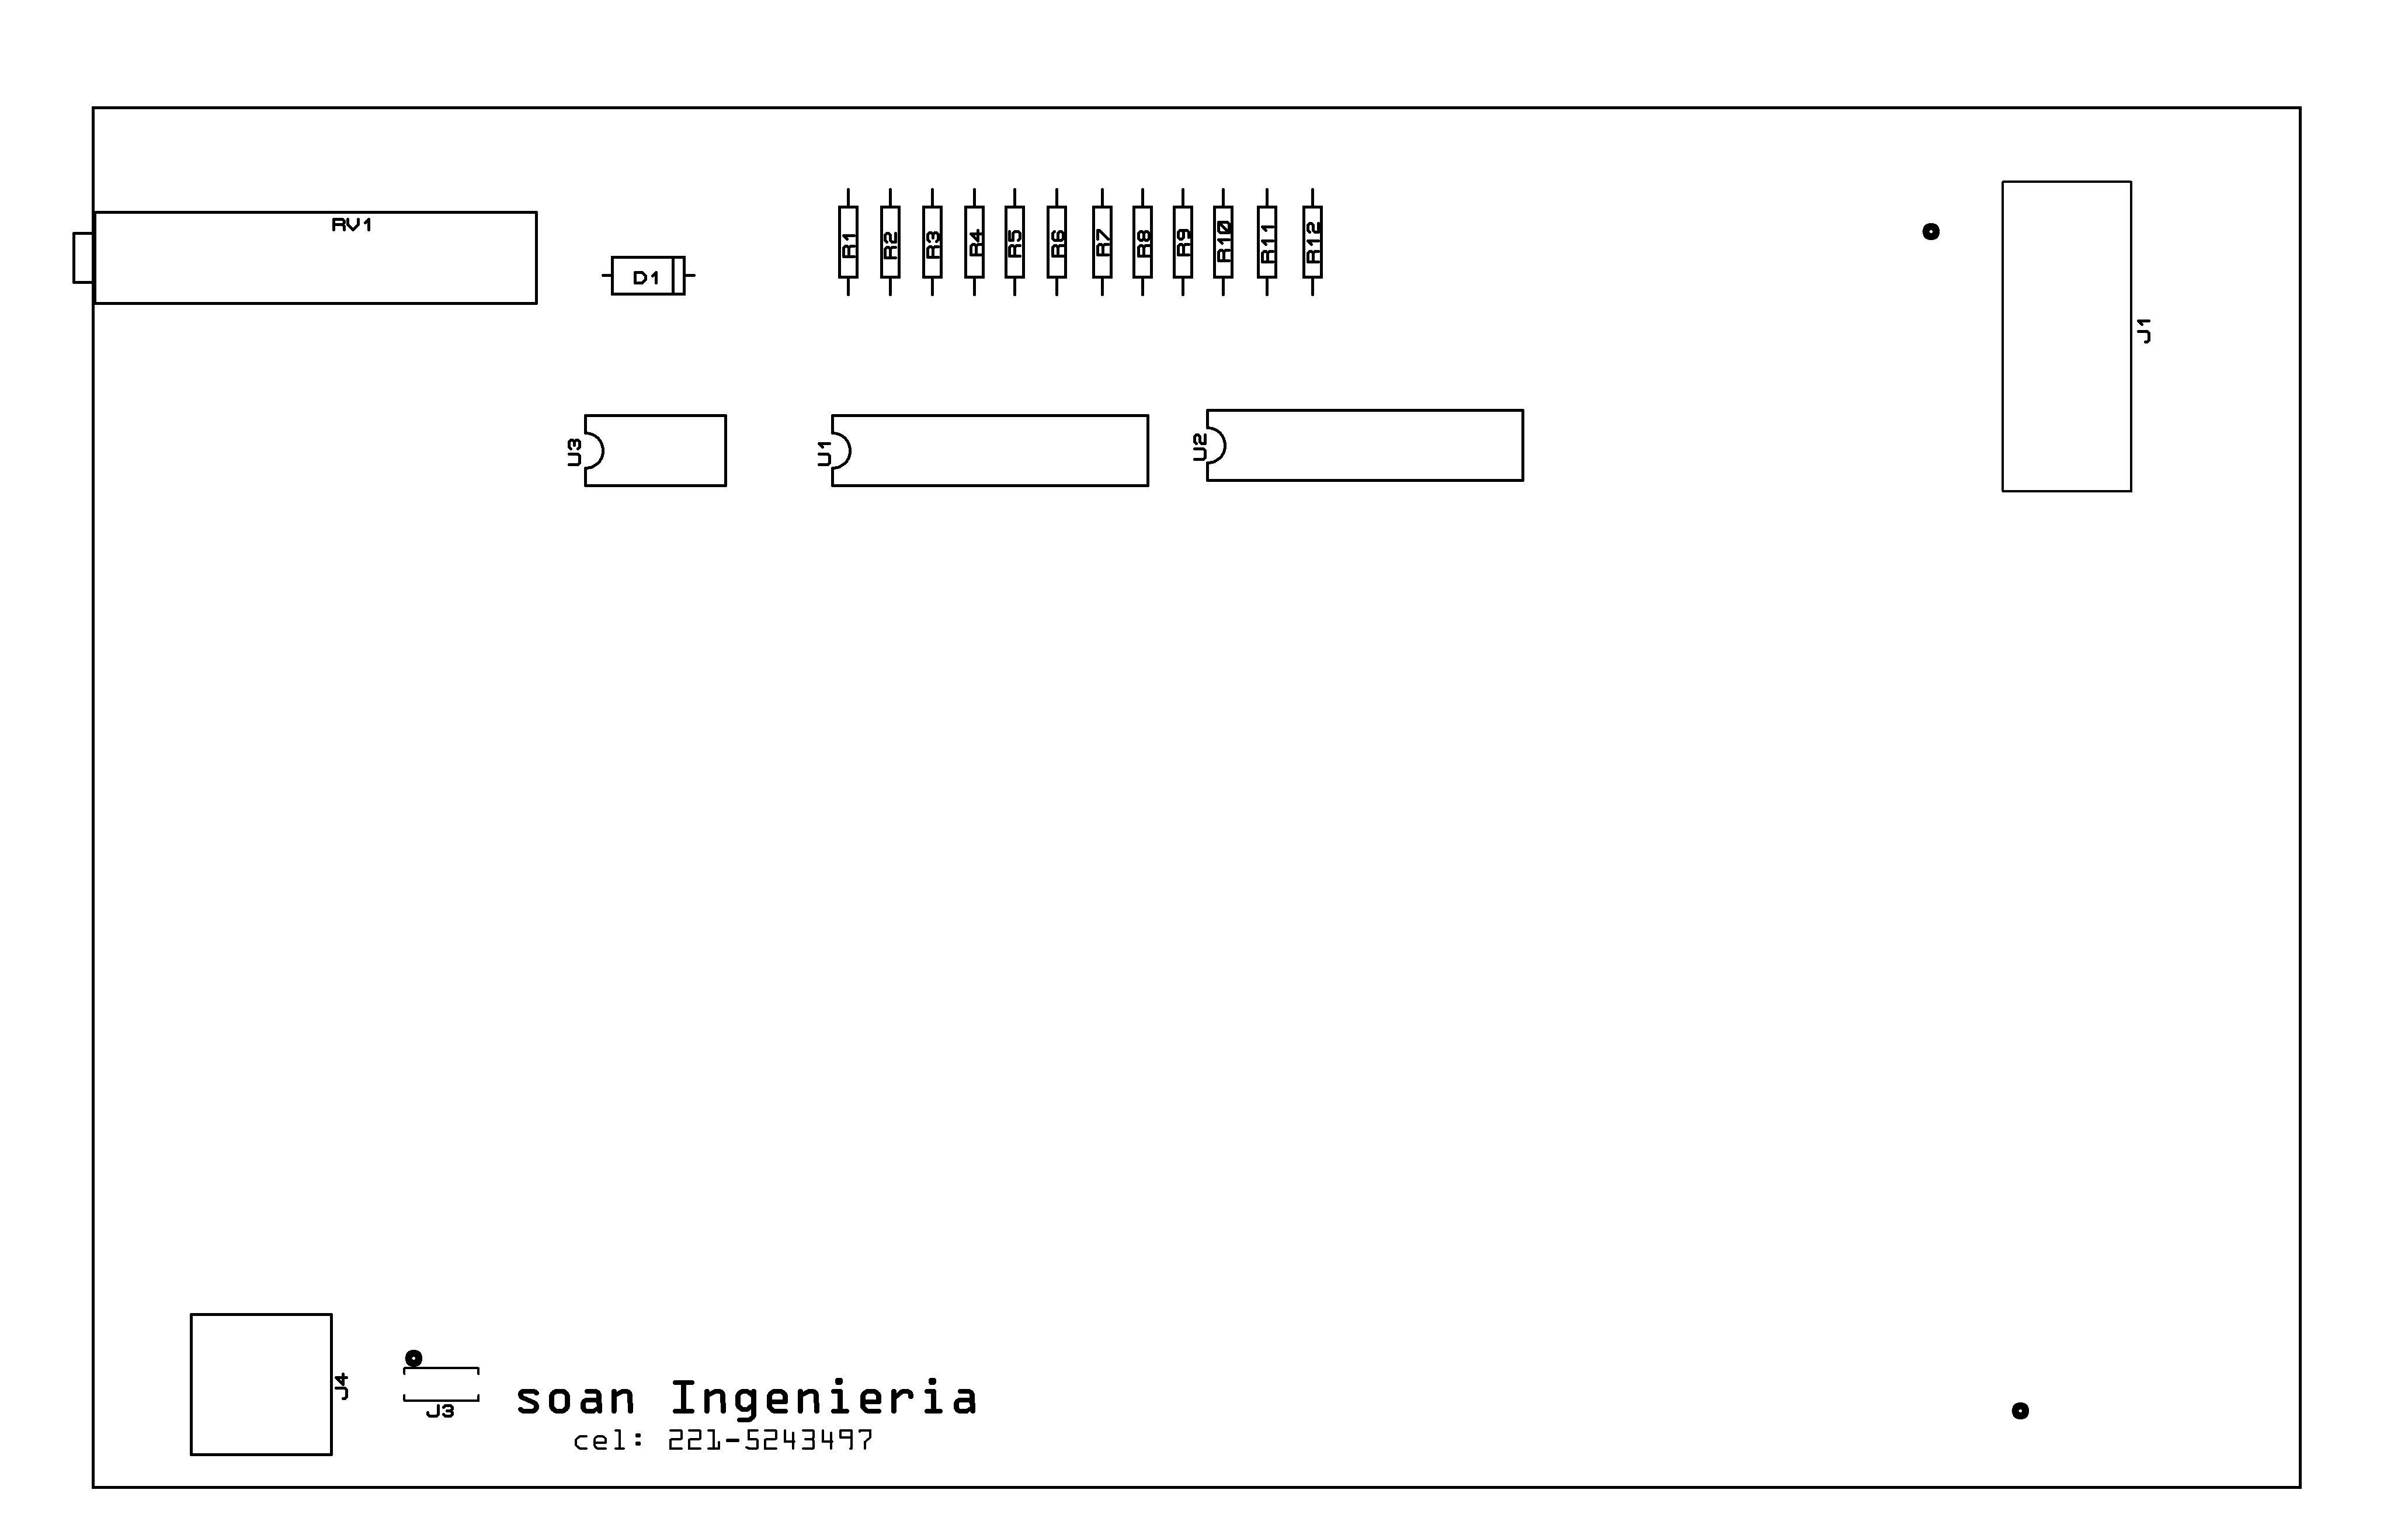 RV1
D1
R1
R2
R3
R4
R5
R6
R7
R8
R9
R10
R11
R12
J1
U3
U1
U2
J4
J3
soan Ingenieria
cel: 221-5243497